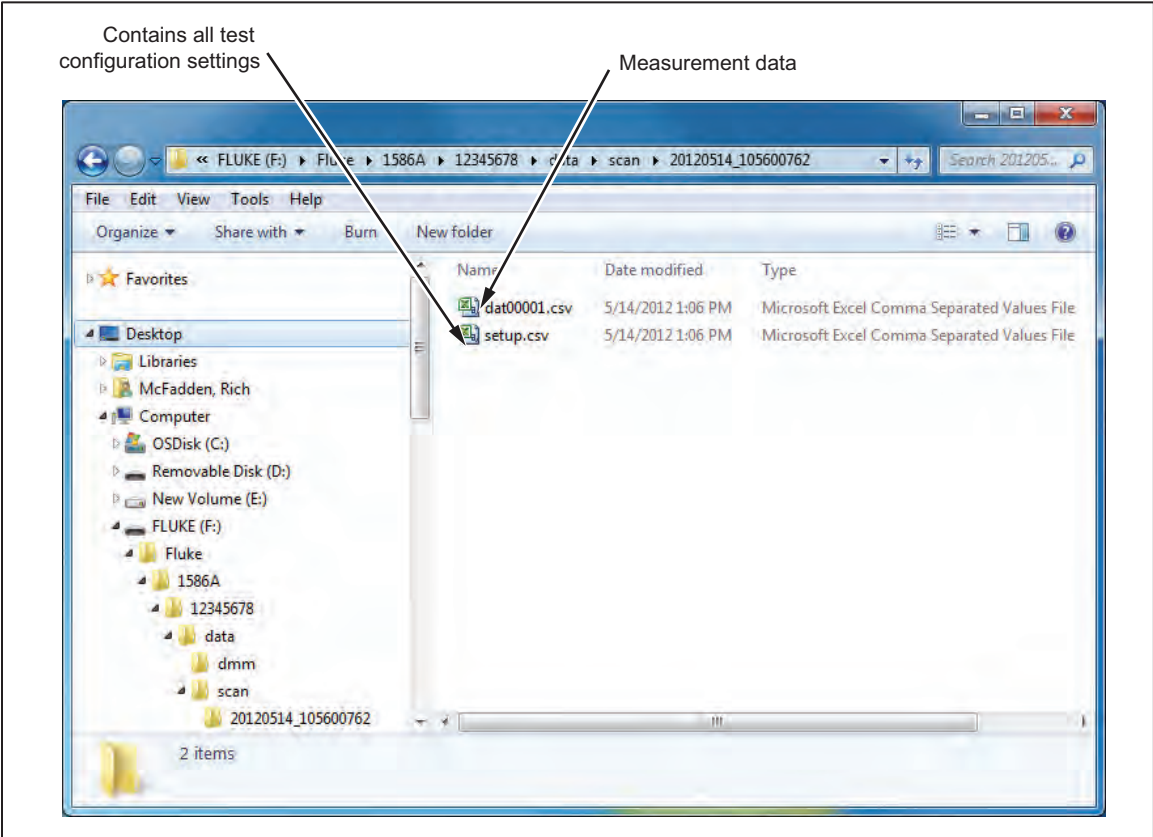 Contains all test
configuration settings
Measurement data
« FLUKE (F:) ▸ Fluke ▸ 1586A ▸ 12345678 ▸ data ▸ scan ▸ 20120514_105600762
Search 201205...
File Edit View Tools Help
Organize Share with Burn New folder
Name Date modified Type
Favorites
dat00001.csv 5/14/2012 1:06 PM Microsoft Excel Comma Separated Values File
Desktop
setup.csv 5/14/2012 1:06 PM Microsoft Excel Comma Separated Values File
Libraries
McFadden, Rich
Computer
OSDisk (C:)
Removable Disk (D:)
New Volume (E:)
FLUKE (F:)
Fluke
1586A
12345678
data
dmm
scan
20120514_105600762
2 items